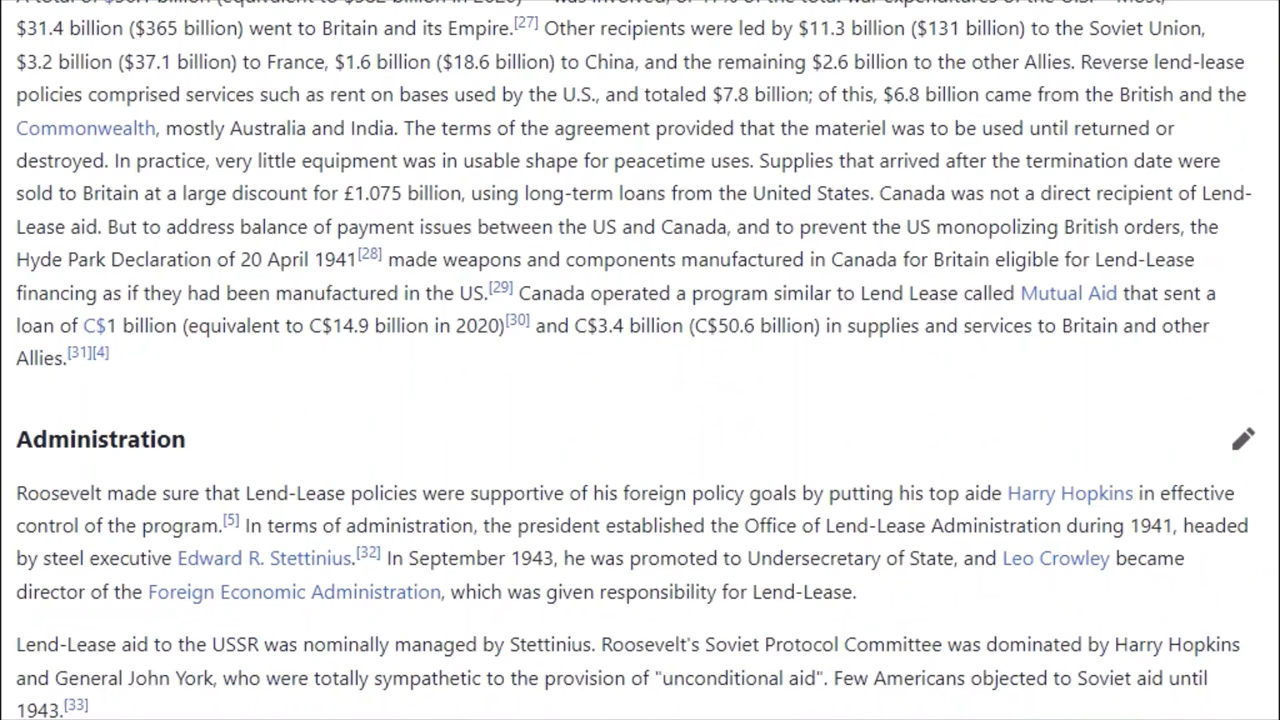 $31.4 billion ($365 billion) went to Britain and its Empire.[27] Other recipients were led by $11.3 billion ($131 billion) to the Soviet Union,
$3.2 billion ($37.1 billion) to France, $1.6 billion ($18.6 billion) to China, and the remaining $2.6 billion to the other Allies. Reverse lend-lease
policies comprised services such as rent on bases used by the U.S., and totaled $7.8 billion; of this, $6.8 billion came from the British and the
Commonwealth, mostly Australia and India. The terms of the agreement provided that the materiel was to be used until returned or
destroyed. In practice, very little equipment was in usable shape for peacetime uses. Supplies that arrived after the termination date were
sold to Britain at a large discount for £1.075 billion, using long-term loans from the United States. Canada was not a direct recipient of Lend-
Lease aid. But to address balance of payment issues between the US and Canada, and to prevent the US monopolizing British orders, the
Hyde Park Declaration of 20 April 1941[28] made weapons and components manufactured in Canada for Britain eligible for Lend-Lease
financing as if they had been manufactured in the US.[29] Canada operated a program similar to Lend Lease called Mutual Aid that sent a
loan of C$1 billion (equivalent to C$14.9 billion in 2020)[30] and C$3.4 billion (C$50.6 billion) in supplies and services to Britain and other
Allies.[31][4]
Administration
Roosevelt made sure that Lend-Lease policies were supportive of his foreign policy goals by putting his top aide Harry Hopkins in effective
control of the program.[5] In terms of administration, the president established the Office of Lend-Lease Administration during 1941, headed
by steel executive Edward R. Stettinius.[32] In September 1943, he was promoted to Undersecretary of State, and Leo Crowley became
director of the Foreign Economic Administration, which was given responsibility for Lend-Lease.
Lend-Lease aid to the USSR was nominally managed by Stettinius. Roosevelt's Soviet Protocol Committee was dominated by Harry Hopkins
and General John York, who were totally sympathetic to the provision of "unconditional aid". Few Americans objected to Soviet aid until
1943.[33]